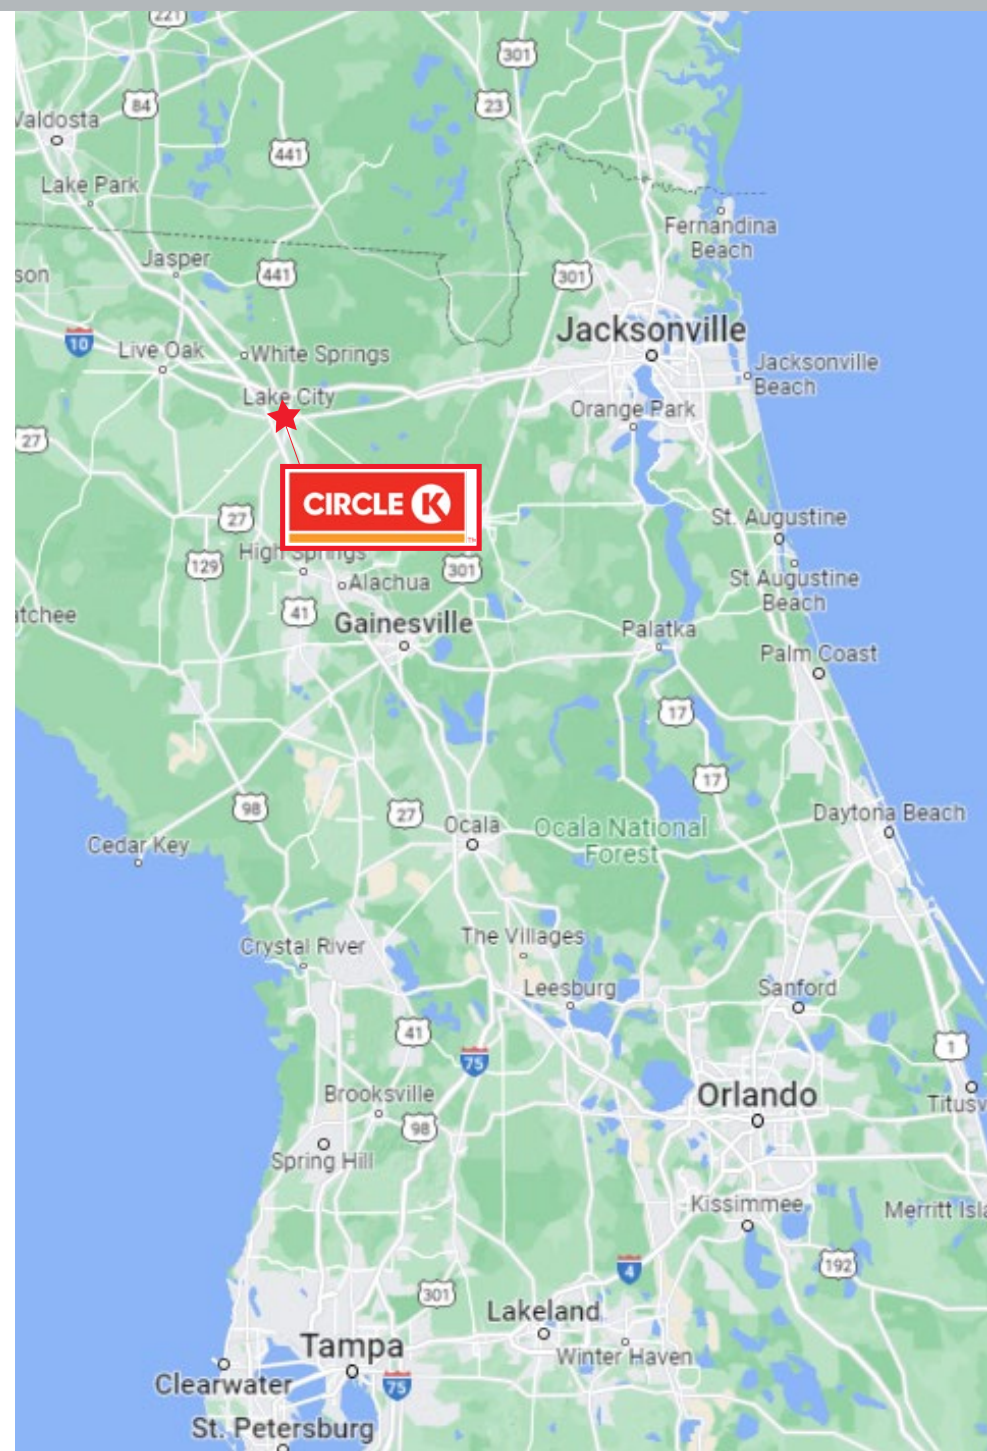 221
301
84
23
Valdosta
441
Lake Park
Fernandina
Beach
Jasper
441
301
son
10
Jacksonville
Live Oak
White Springs
Jacksonville
Beach
Lake City
Orange Park
27
CIRCLE K
TM
27
St. Augustine
High Springs
129
301
Alachua
St Augustine
Beach
41
atchee
Gainesville
Palatka
Palm Coast
17
17
98
27
Daytona Beach
Ocala
Ocala National
Forest
Cedar Key
Crystal River
The Villages
Leesburg
Sanford
41
1
75
Brooksville
Orlando
Titusv
98
Spring Hill
Kissimmee
Merritt Isla
192
4
301
Lakeland
Tampa
Winter Haven
Clearwater
75
St. Petersburg